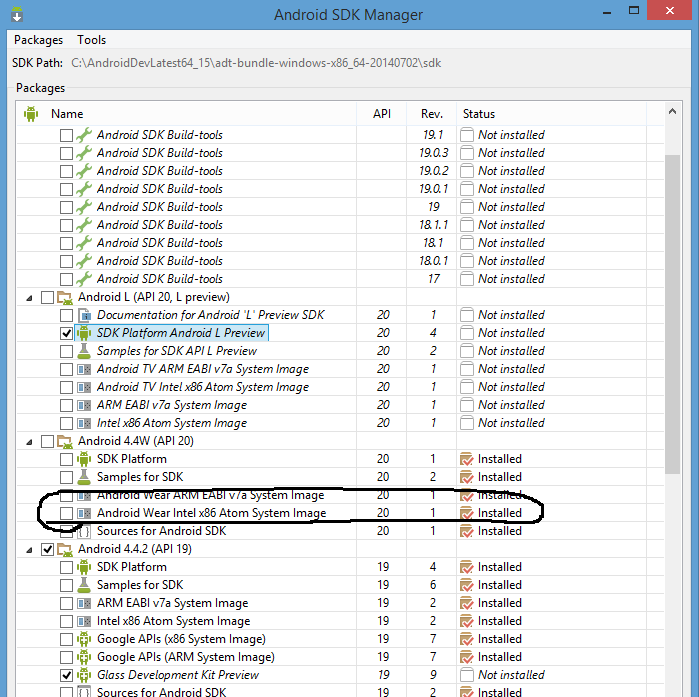 Android SDK Manager
Packages Tools
SDK Path: C:\AndroidDevLatest64_15\adt-bundle-windows-x86_64-20140702\sdk
Packages
Name API Rev. Status
Android SDK Build-tools 19.1 Not installed
Android SDK Build-tools 19.0.3 Not installed
Android SDK Build-tools 19.0.2 Not installed
Android SDK Build-tools 19.0.1 Not installed
Android SDK Build-tools 19 Not installed
Android SDK Build-tools 18.1.1 Not installed
Android SDK Build-tools 18.1 Not installed
Android SDK Build-tools 18.0.1 Not installed
Android SDK Build-tools 17 Not installed
Android L (API 20, L preview)
Documentation for Android 'L' Preview SDK 20 1 Not installed
SDK Platform Android L Preview 20 4 Not installed
Samples for SDK API L Preview 20 2 Not installed
Android TV ARM EABI v7a System Image 20 1 Not installed
Android TV Intel x86 Atom System Image 20 1 Not installed
ARM EABI v7a System Image 20 1 Not installed
Intel x86 Atom System Image 20 1 Not installed
Android 4.4W (API 20)
SDK Platform 20 1 Installed
Samples for SDK 20 2 Installed
Android Wear ARM EABI v7a System Image 20 1 Installed
Android Wear Intel x86 Atom System Image 20 1 Installed
Sources for Android SDK 20 1 Installed
Android 4.4.2 (API 19)
SDK Platform 19 4 Installed
Samples for SDK 19 6 Installed
ARM EABI v7a System Image 19 2 Installed
Intel x86 Atom System Image 19 2 Installed
Google APIs (x86 System Image) 19 7 Installed
Google APIs (ARM System Image) 19 7 Installed
Glass Development Kit Preview 19 9 Not installed
Sources for Android SDK 19 2 Installed